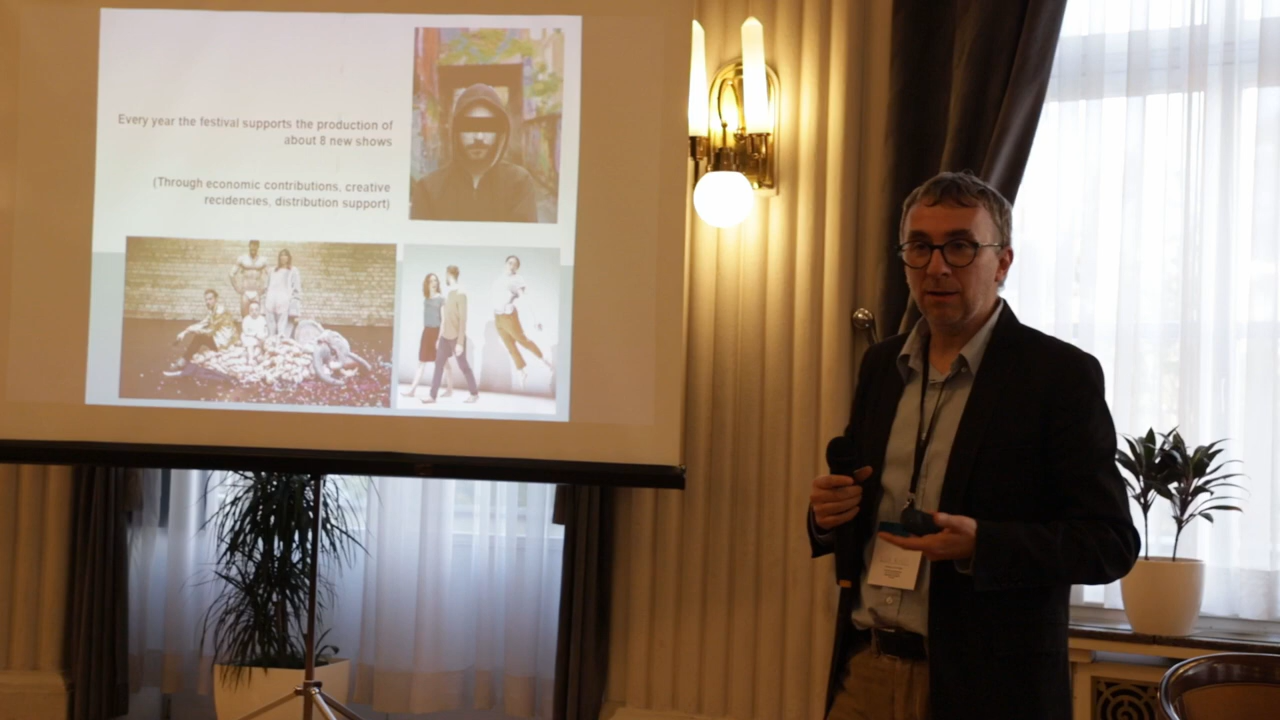 Every year the festival supports the production of
about 8 new shows
(Through economic contributions, creative
recidencies, distribution support)